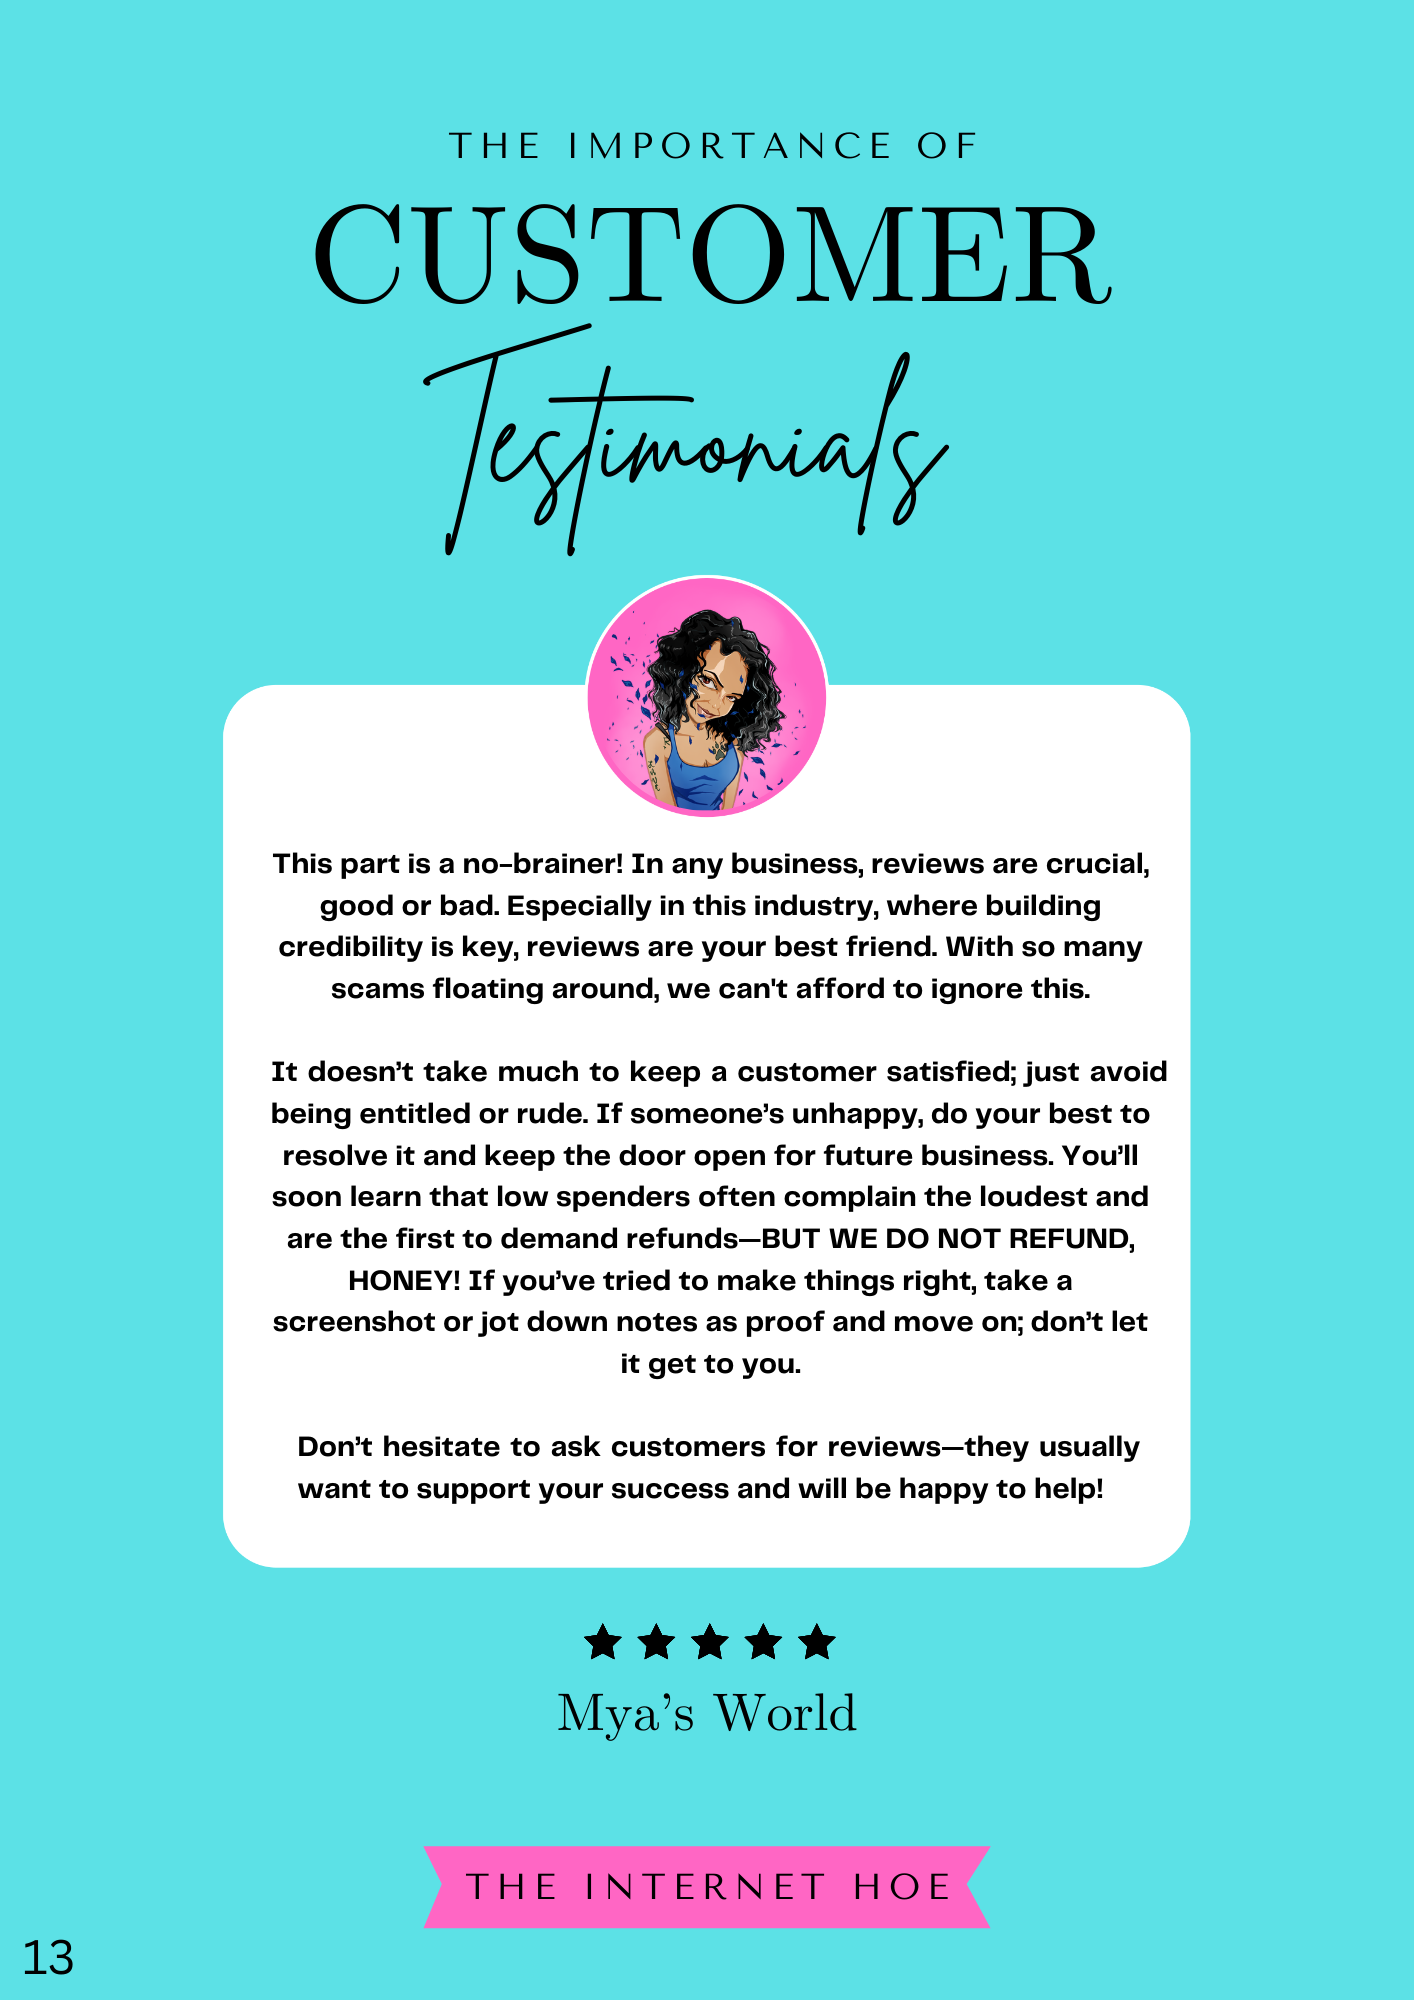 THE IMPORTANCE OF
CUSTOMER
Testimonials
This part is a no-brainer! In any business, reviews are crucial,
good or bad. Especially in this industry, where building
credibility is key, reviews are your best friend. With so many
scams floating around, we can't afford to ignore this.
It doesn’t take much to keep a customer satisfied; just avoid
being entitled or rude. If someone’s unhappy, do your best to
resolve it and keep the door open for future business. You’ll
soon learn that low spenders often complain the loudest and
are the first to demand refunds—BUT WE DO NOT REFUND,
HONEY! If you’ve tried to make things right, take a
screenshot or jot down notes as proof and move on; don’t let
it get to you.
Don’t hesitate to ask customers for reviews—they usually
want to support your success and will be happy to help!
Mya’s World
THE INTERNET HOE
13